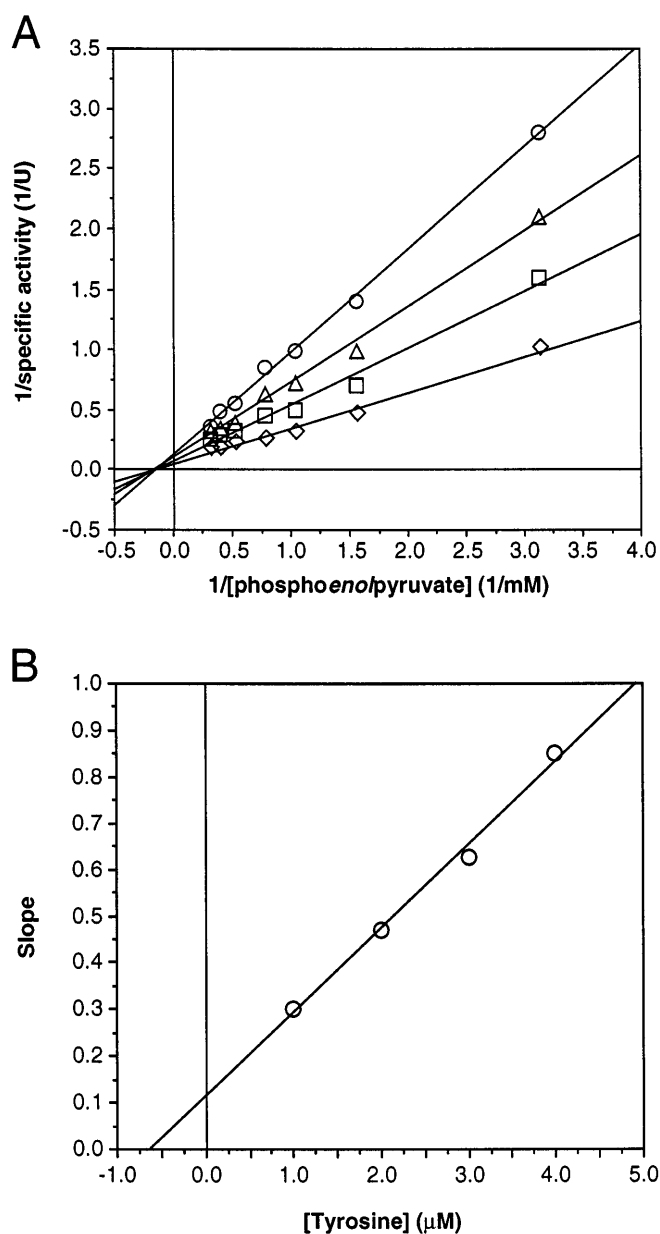 A
3.5
3.0
2.5
2.0
1.5
1.0
0.5
0.0
-0.5
1/specific activity (1/U)
-0.5 0.0 0.5 1.0 1.5 2.0 2.5 3.0 3.5 4.0
1/[phosphoenolpyruvate] (1/mM)
B
1.0
0.9
0.8
0.7
0.6
0.5
0.4
0.3
0.2
0.1
0.0
Slope
-1.0 0.0 1.0 2.0 3.0 4.0 5.0
[Tyrosine] (μM)